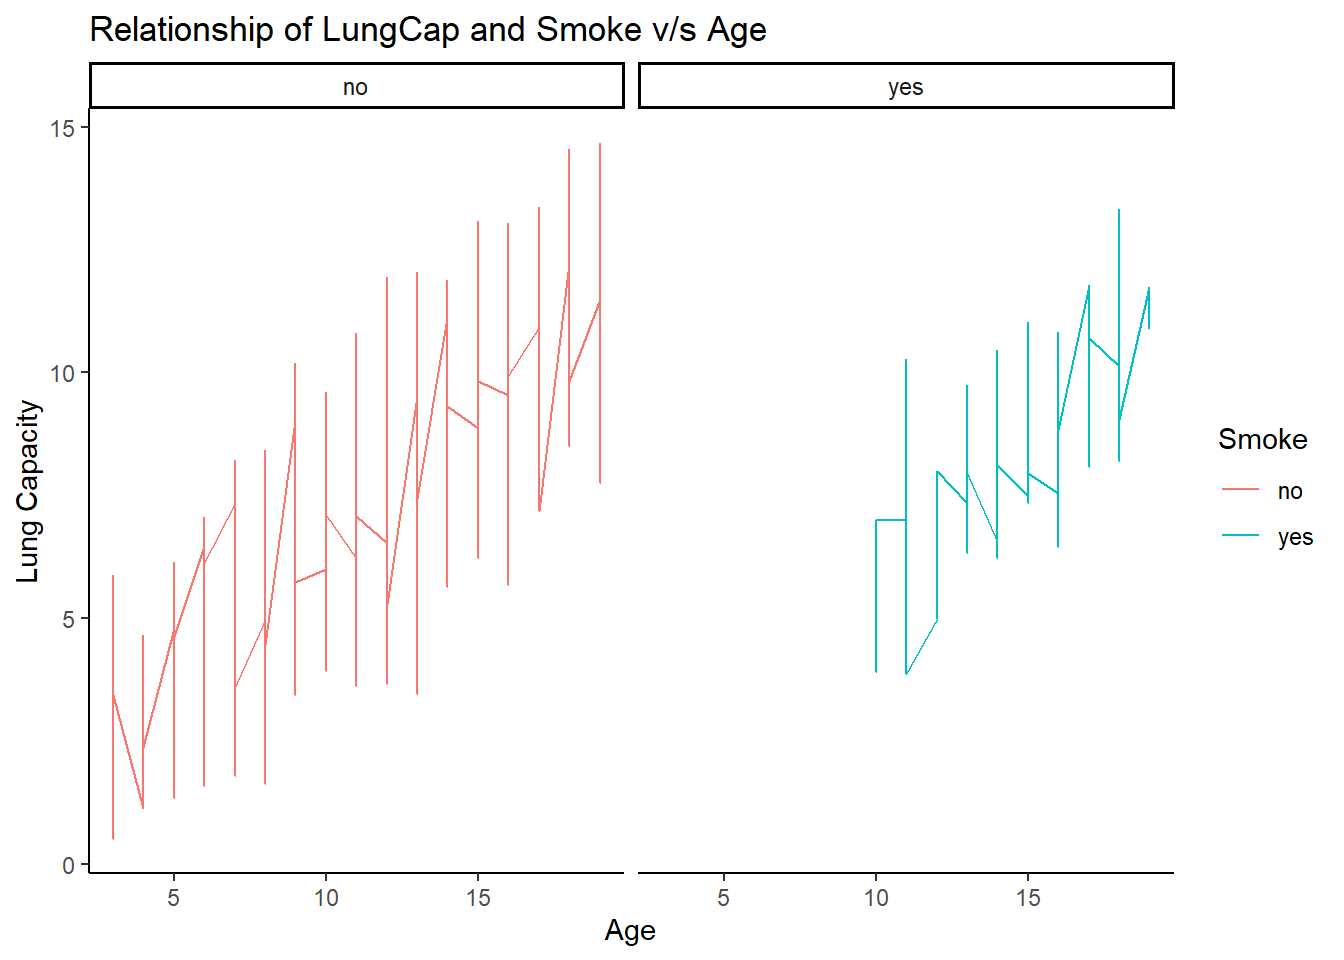 Relationship of LungCap and Smoke v/s Age
no
yes
15
10
5
0
Lung Capacity
5
10
15
5
10
15
Age
Smoke
no
yes